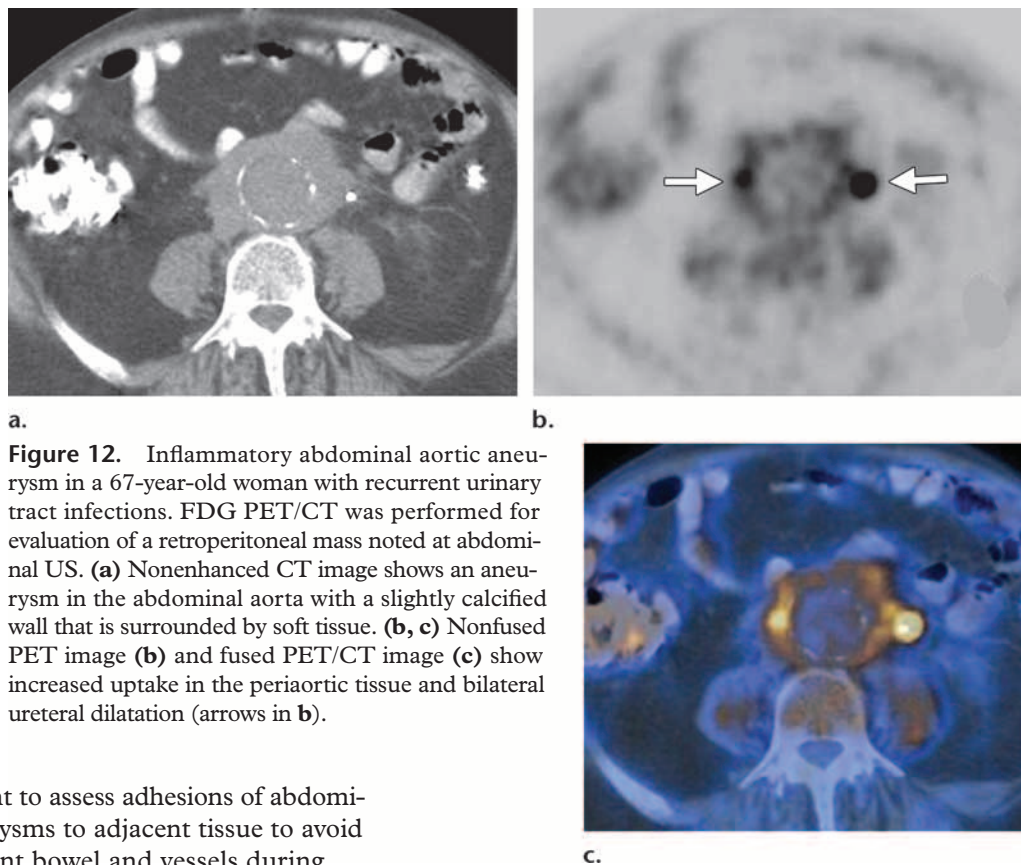 a.
b.
Figure 12. Inflammatory abdominal aortic aneu-
rysm in a 67-year-old woman with recurrent urinary
tract infections. FDG PET/CT was performed for
evaluation of a retroperitoneal mass noted at abdomi-
nal US. (a) Nonenhanced CT image shows an aneu-
rysm in the abdominal aorta with a slightly calcified
wall that is surrounded by soft tissue. (b, c) Nonfused
PET image (b) and fused PET/CT image (c) show
increased uptake in the periaortic tissue and bilateral
ureteral dilatation (arrows in b).
nt to assess adhesions of abdomi-
rysms to adjacent tissue to avoid
ent bowel and vessels during
c.